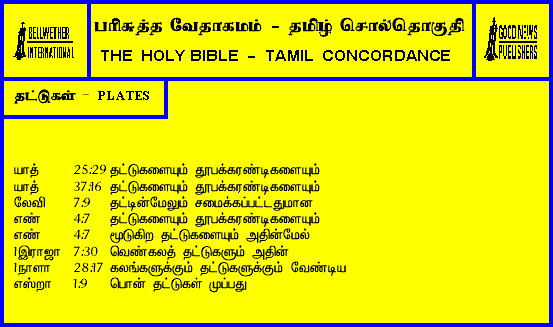 BELLWETHER
INTERNATIONAL
பரிசுத்த வேதாகமம் - தமிழ் சொல்தொகுதி
THE HOLY BIBLE - TAMIL CONCORDANCE
GOOD NEWS
PUBLISHERS
தட்டுகள் - PLATES
யாத் 25:29 தட்டுகளையும் தூபக்கரண்டிகளையும்
யாத் 37:16 தட்டுகளையும் தூபக்கரண்டிகளையும்
லேவி 7:9 தட்டின்மேலும் சமைக்கப்பட்டதுமான
எண் 4:7 தட்டுகளையும் தூபக்கரண்டிகளையும்
எண் 4:7 மூடுகிற தட்டுகளையும் அதின்மேல்
1இராஜா 7:30 வெண்கலத் தட்டுகளும் அதின்
1நாளா 28:17 கலங்களுக்கும் தட்டுகளுக்கும் வேண்டிய
எஸ்றா 1:9 பொன் தட்டுகள் முப்பது